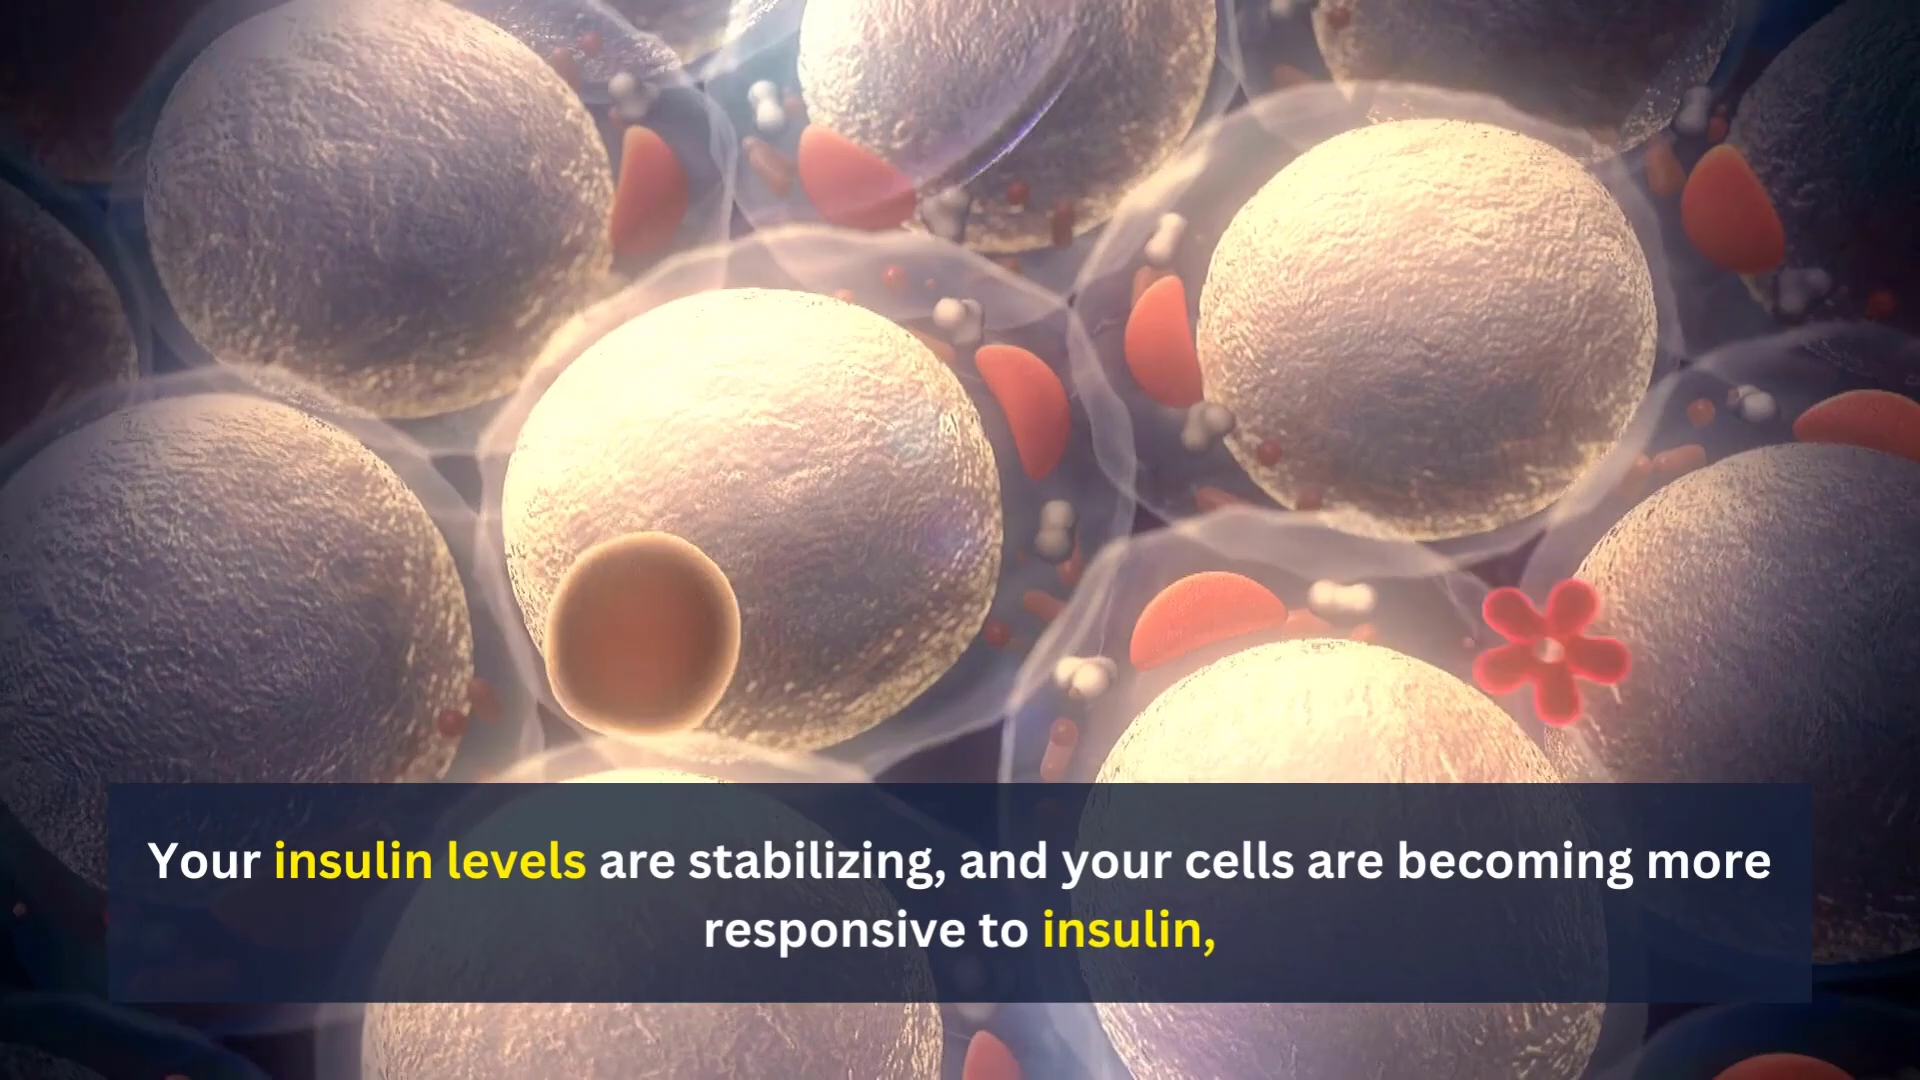 Your insulin levels are stabilizing, and your cells are becoming more
responsive to insulin,